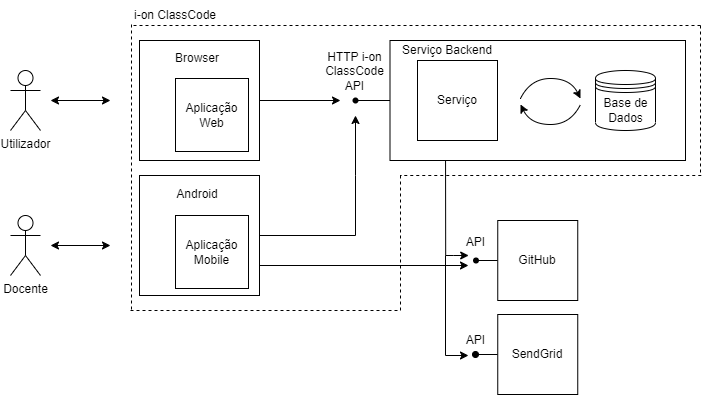 i-on ClassCode
Browser
Aplicação
Web
HTTP i-on
ClassCode
API
Serviço Backend
Serviço
Base de
Dados
Utilizador
Android
Aplicação
Mobile
Docente
API
GitHub
API
SendGrid